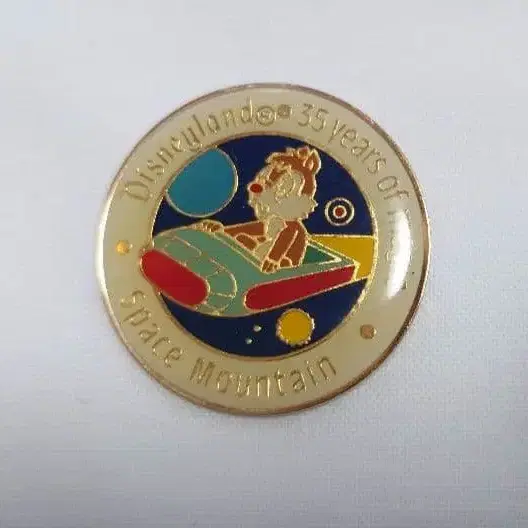 Disneyland® 35 years of
Space Mountain